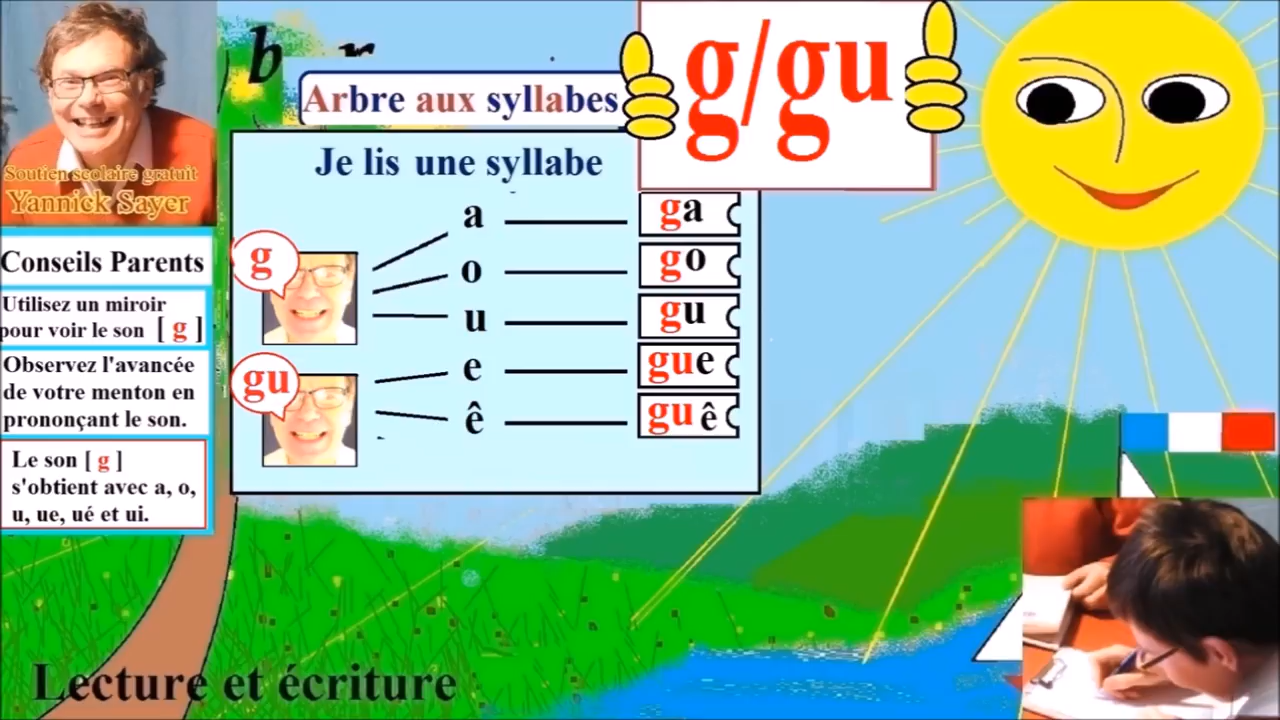 b r
Arbre aux syllabes
g/gu
Soutien scolaire gratuit
Yannick Sayer
Conseils Parents
Utilisez un miroir
pour voir le son [ g ]
Observez l'avancée
de votre menton en
prononçant le son.
Le son [ g ]
s'obtient avec a, o,
u, ue, ué et ui.
Je lis une syllabe
g
a ga
o go
u gu
gu
e gue
ê guê
Lecture et écriture